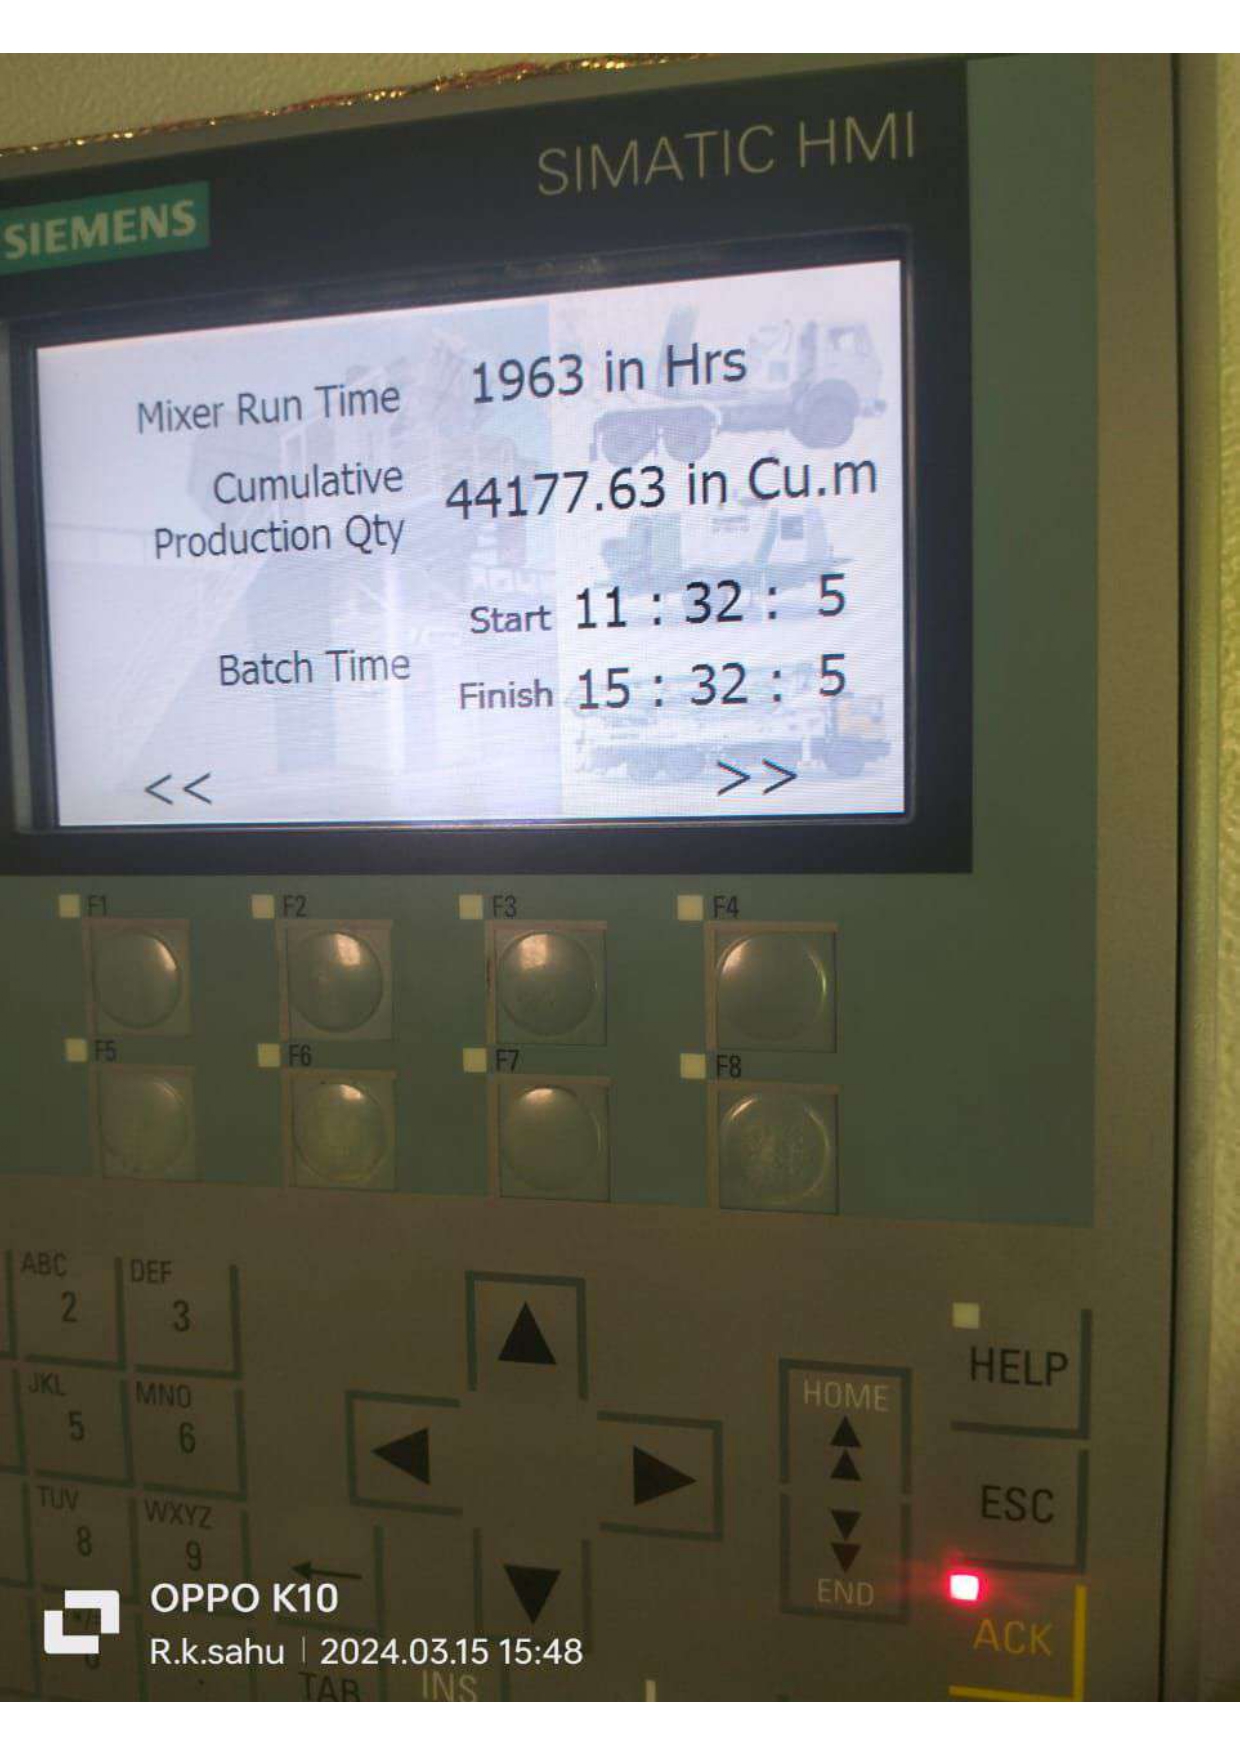 SIMATIC HMI
SIEMENS
Mixer Run Time 1963 in Hrs
Cumulative
Production Qty 44177.63 in Cu.m
Start 11 : 32 : 5
Batch Time
Finish 15 : 32 : 5
<< >>
F1 F2 F3 F4
F5 F6 F7 F8
ABC DEF
2 3
HELP
JKL MNO HOME
5 6
ESC
TUV WXYZ
8 9
END
OPPO K10
ACK
R.k.sahu | 2024.03.15 15:48
TAB INS